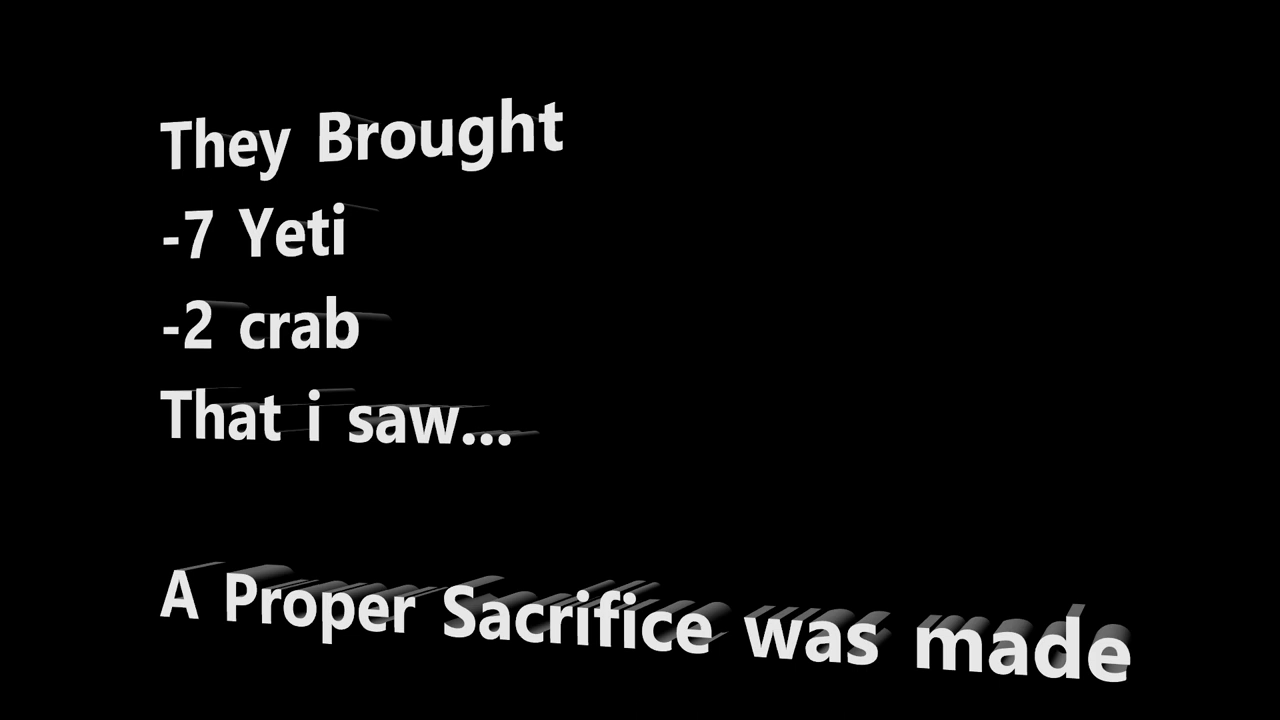 They Brought
-7 Yeti
-2 crab
That i saw...
A Proper Sacrifice was made